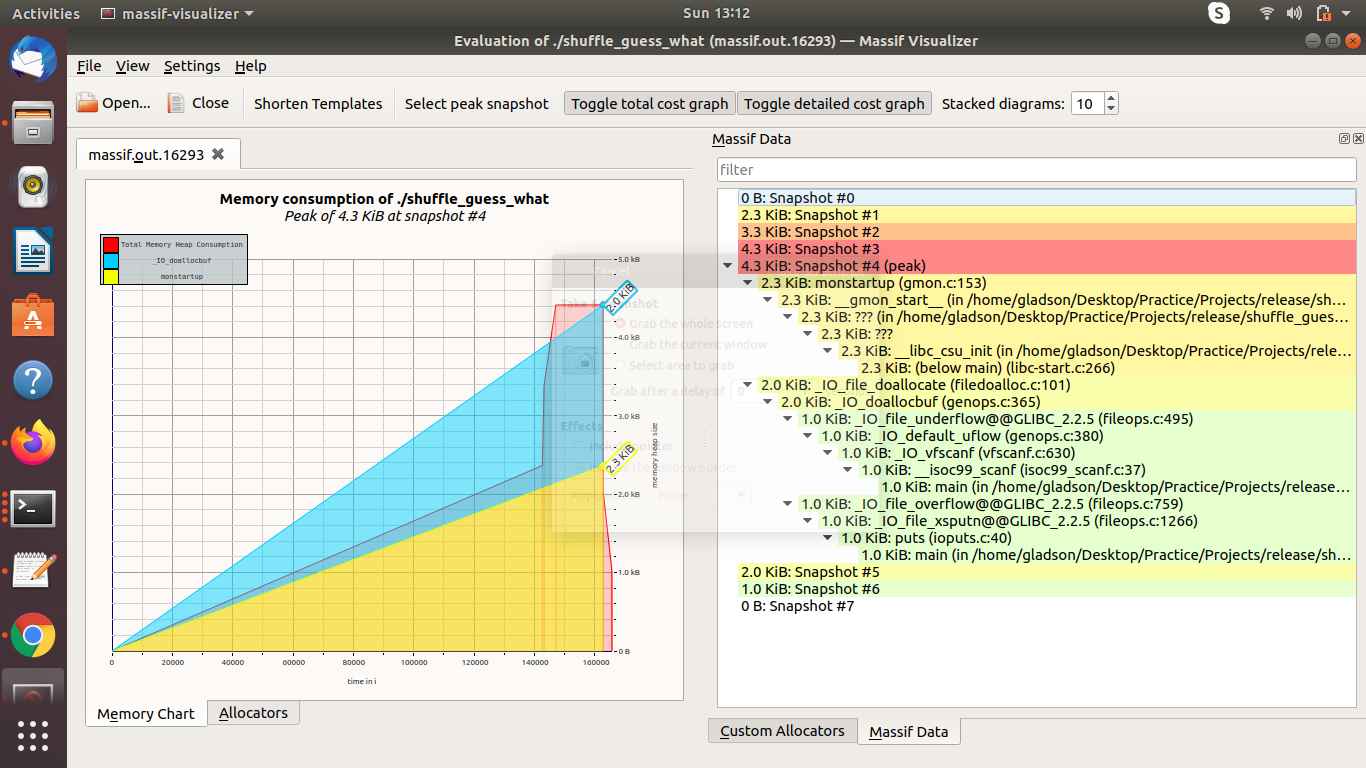 Activities
massif-visualizer
Sun 13:12
S
Evaluation of ./shuffle_guess_what (massif.out.16293) — Massif Visualizer
File View Settings Help
Open... Close Shorten Templates Select peak snapshot Toggle total cost graph Toggle detailed cost graph Stacked diagrams: 10
massif.out.16293
Memory consumption of ./shuffle_guess_what
Peak of 4.3 KiB at snapshot #4
Total Memory Heap Consumption
_IO_doallocbuf
monstartup
5.0 kB
4.0 kB
3.0 kB
2.0 kB
1.0 kB
0 B
memory heap size
2.0 KiB
2.3 KiB
0 20000 40000 60000 80000 100000 120000 140000 160000
time in i
Cancel
Take
Grab the whole screen
Grab the current window
Select area to grab
Grab after a delay of 0
Effects
Include pointer
the window border
None
Memory Chart Allocators
Massif Data
filter
0 B: Snapshot #0
2.3 KiB: Snapshot #1
3.3 KiB: Snapshot #2
4.3 KiB: Snapshot #3
4.3 KiB: Snapshot #4 (peak)
2.3 KiB: monstartup (gmon.c:153)
2.3 KiB: __gmon_start__ (in /home/gladson/Desktop/Practice/Projects/release/sh...
2.3 KiB: ??? (in /home/gladson/Desktop/Practice/Projects/release/shuffle_gues...
2.3 KiB: ???
2.3 KiB: __libc_csu_init (in /home/gladson/Desktop/Practice/Projects/rele...
2.3 KiB: (below main) (libc-start.c:266)
2.0 KiB: _IO_file_doallocate (filedoalloc.c:101)
2.0 KiB: _IO_doallocbuf (genops.c:365)
1.0 KiB: _IO_file_underflow@@GLIBC_2.2.5 (fileops.c:495)
1.0 KiB: _IO_default_uflow (genops.c:380)
1.0 KiB: _IO_vfscanf (vfscanf.c:630)
1.0 KiB: __isoc99_scanf (isoc99_scanf.c:37)
1.0 KiB: main (in /home/gladson/Desktop/Practice/Projects/release...
1.0 KiB: _IO_file_overflow@@GLIBC_2.2.5 (fileops.c:759)
1.0 KiB: _IO_file_xsputn@@GLIBC_2.2.5 (fileops.c:1266)
1.0 KiB: puts (ioputs.c:40)
1.0 KiB: main (in /home/gladson/Desktop/Practice/Projects/release/sh...
2.0 KiB: Snapshot #5
1.0 KiB: Snapshot #6
0 B: Snapshot #7
Custom Allocators Massif Data